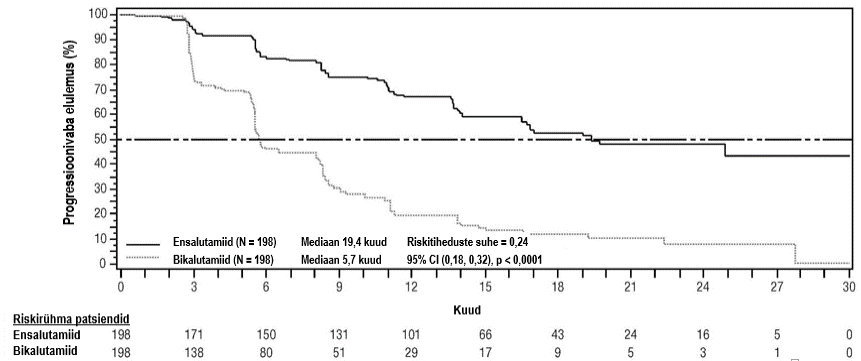 Progressioonivaba elulemus (%)
100
90
80
70
60
50
40
30
20
10
0
Ensalutamiid (N = 198) Mediaan 19,4 kuud Riskitiheduste suhe = 0,24
Bikalutamiid (N = 198) Mediaan 5,7 kuud 95% CI (0,18, 0,32), p < 0,0001
0 3 6 9 12 15 18 21 24 27 30
Kuud
Riskirühma patsiendid
Ensalutamiid 198 171 150 131 101 66 43 24 16 5 0
Bikalutamiid 198 138 80 51 29 17 9 5 3 1 0